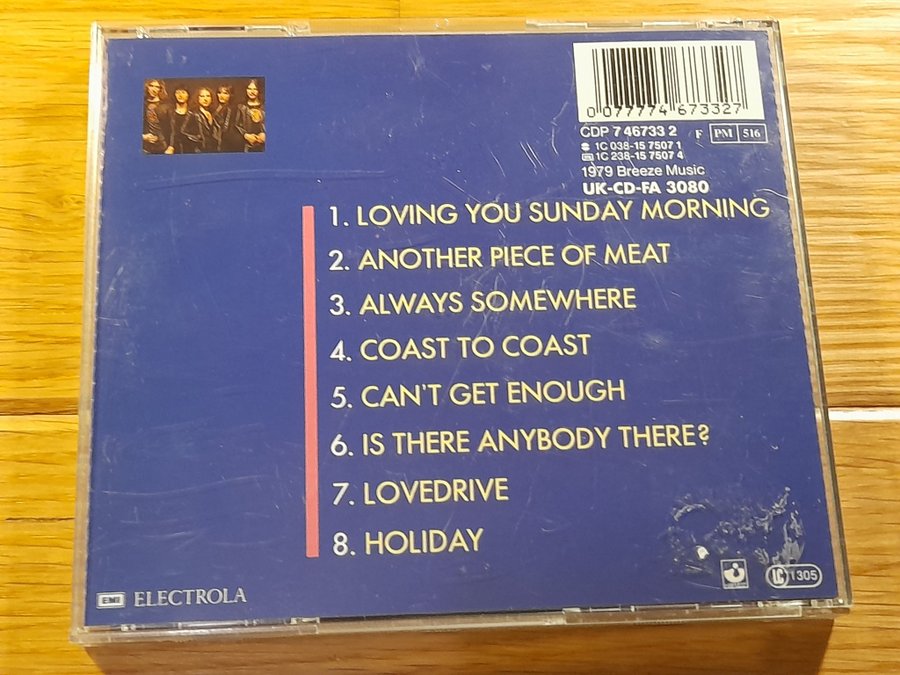 0 077774 673327
CDP 7 46733 2 F PM 516
1C 038-15 7507 1
1C 238-15 7507 4
1979 Breeze Music
UK-CD-FA 3080
1. LOVING YOU SUNDAY MORNING
2. ANOTHER PIECE OF MEAT
3. ALWAYS SOMEWHERE
4. COAST TO COAST
5. CAN'T GET ENOUGH
6. IS THERE ANYBODY THERE?
7. LOVEDRIVE
8. HOLIDAY
EMI ELECTROLA
LC 1305